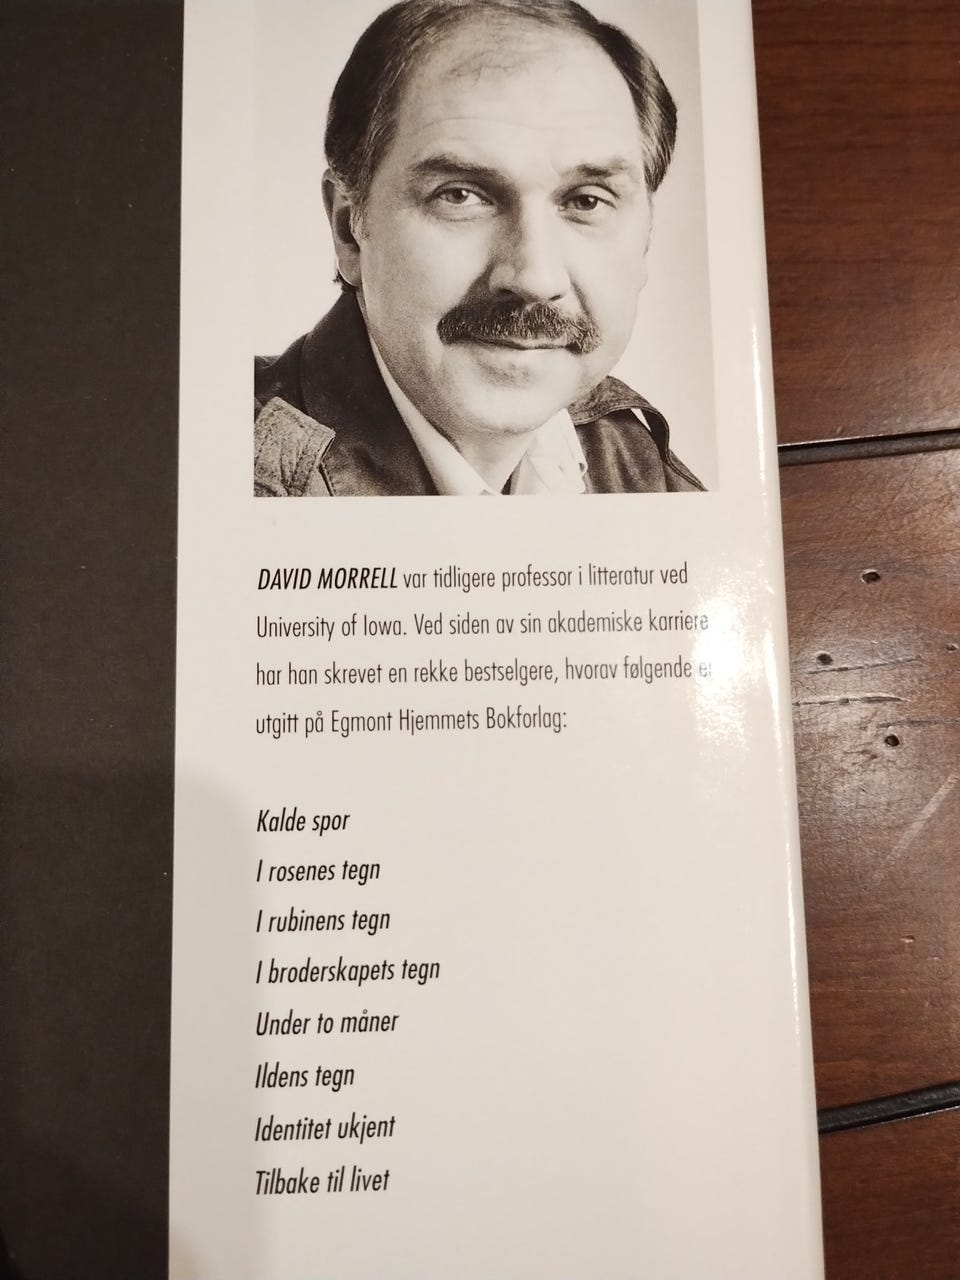 DAVID MORRELL var tidligere professor i litteratur ved
University of Iowa. Ved siden av sin akademiske karriere
har han skrevet en rekke bestselgere, hvorav følgende er
utgitt på Egmont Hjemmets Bokforlag:
Kalde spor
I rosenes tegn
I rubinens tegn
I broderskapets tegn
Under to måner
Ildens tegn
Identitet ukjent
Tilbake til livet